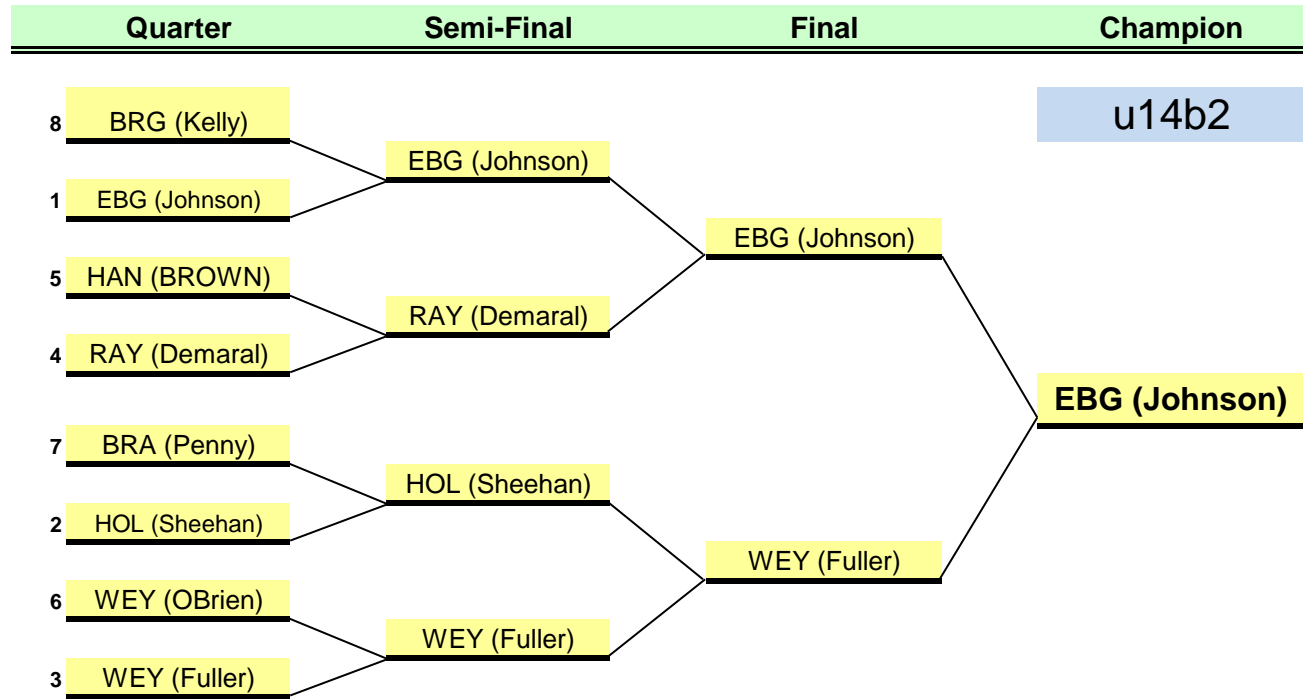 Quarter Semi-Final Final Champion
u14b2
8 BRG (Kelly)
EBG (Johnson)
1 EBG (Johnson)
EBG (Johnson)
5 HAN (BROWN)
RAY (Demaral)
4 RAY (Demaral)
EBG (Johnson)
7 BRA (Penny)
HOL (Sheehan)
2 HOL (Sheehan)
WEY (Fuller)
6 WEY (OBrien)
WEY (Fuller)
3 WEY (Fuller)